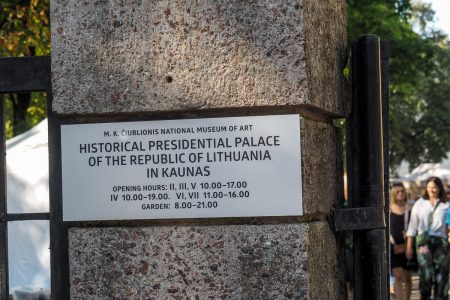 M. K. ČIURLIONIS NATIONAL MUSEUM OF ART
HISTORICAL PRESIDENTIAL PALACE
OF THE REPUBLIC OF LITHUANIA
IN KAUNAS
OPENING HOURS: II, III, V 10.00–17.00
IV 10.00–19.00, VI, VII 11.00–16.00
GARDEN: 8.00–21.00